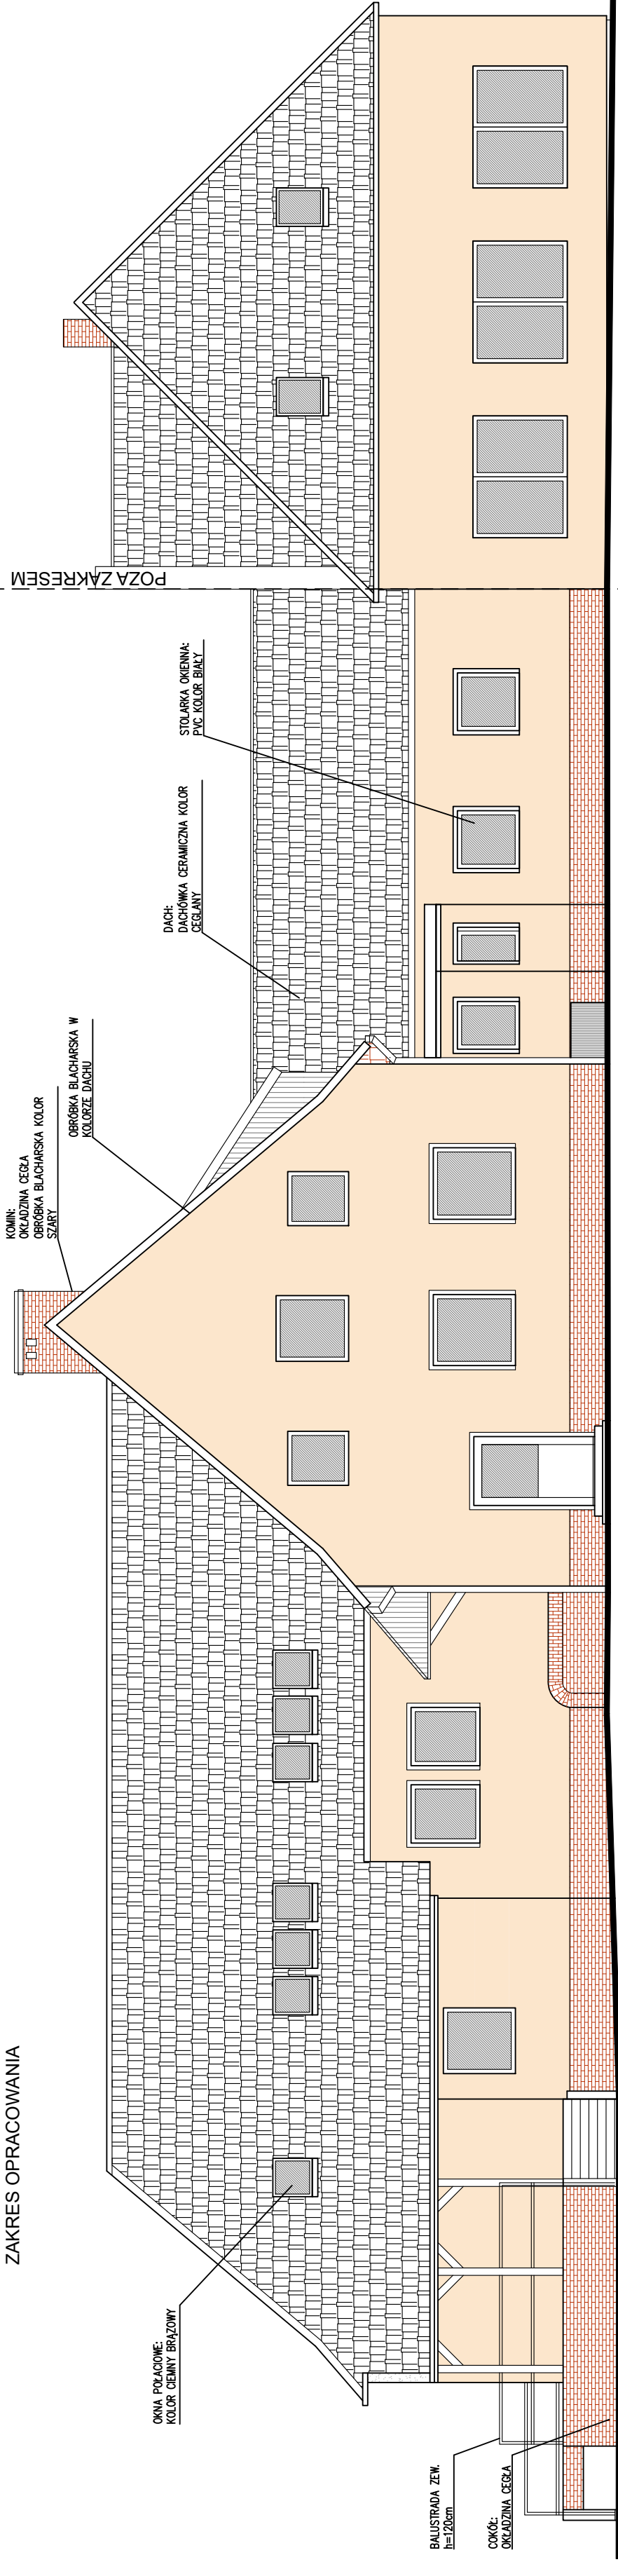 ZAKRES OPRACOWANIA
POZA ZAKRESEM
OKNA POŁACIOWE:
KOLOR CIEMNY BRĄZOWY
KOMIN:
OKŁADZINA CEGŁA
OBRÓBKA BLACHARSKA KOLOR
SZARY
OBRÓBKA BLACHARSKA W
KOLORZE DACHU
DACH:
DACHÓWKA CERAMICZNA KOLOR
CEGLANY
STOLARKA OKIENNA:
PVC KOLOR BIAŁY
BALUSTRADA ZEW.
h=120cm
COKÓŁ:
OKŁADZINA CEGŁA